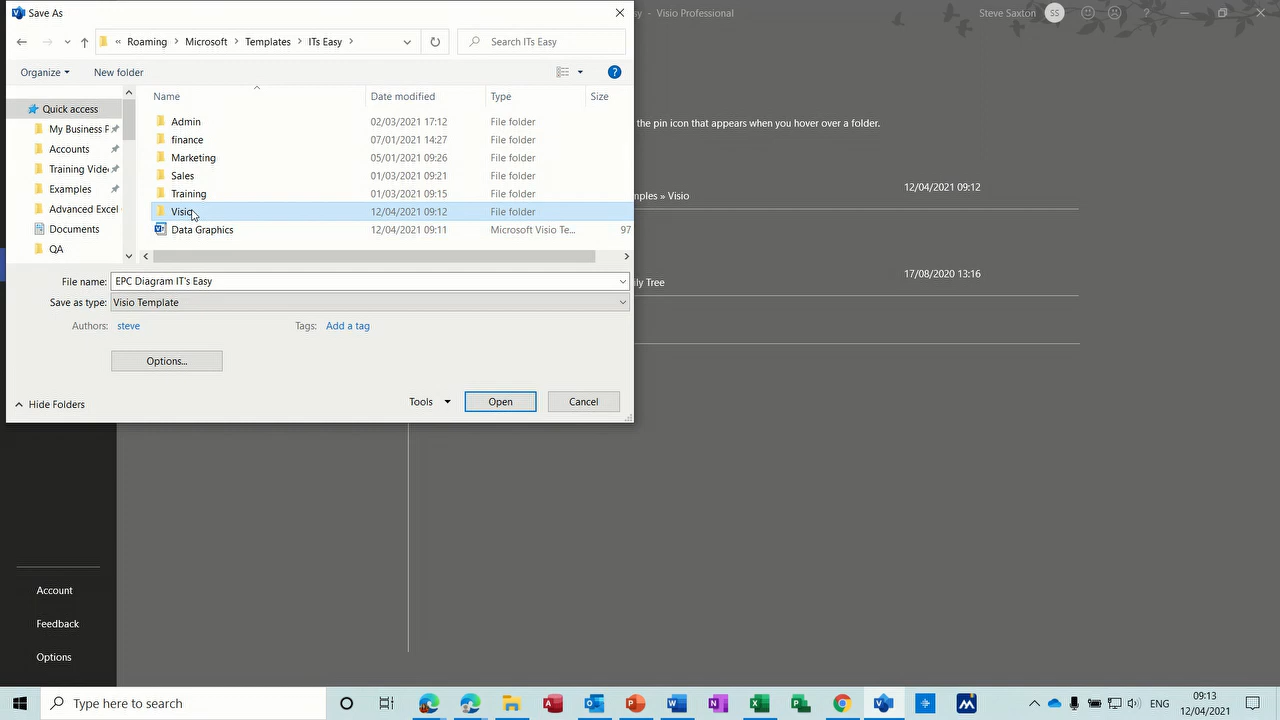 Save As
y - Visio Professional
Steve Saxton SS ?
« Roaming > Microsoft > Templates > ITs Easy >
Search ITs Easy
Organize New folder ?
Name Date modified Type Size
Quick access
My Business P
Accounts
Training Vide
Examples
Advanced Excel
Documents
QA
Admin 02/03/2021 17:12 File folder
finance 07/01/2021 14:27 File folder
Marketing 05/01/2021 09:26 File folder
Sales 01/03/2021 09:21 File folder
Training 01/03/2021 09:15 File folder
Visio 12/04/2021 09:12 File folder
Data Graphics 12/04/2021 09:11 Microsoft Visio Te... 97
File name: EPC Diagram IT's Easy
Save as type: Visio Template
Authors: steve Tags: Add a tag
Options...
Hide Folders Tools Open Cancel
the pin icon that appears when you hover over a folder.
12/04/2021 09:12
mples » Visio
17/08/2020 13:16
ily Tree
Account
Feedback
Options
Type here to search
ENG
09:13
12/04/2021